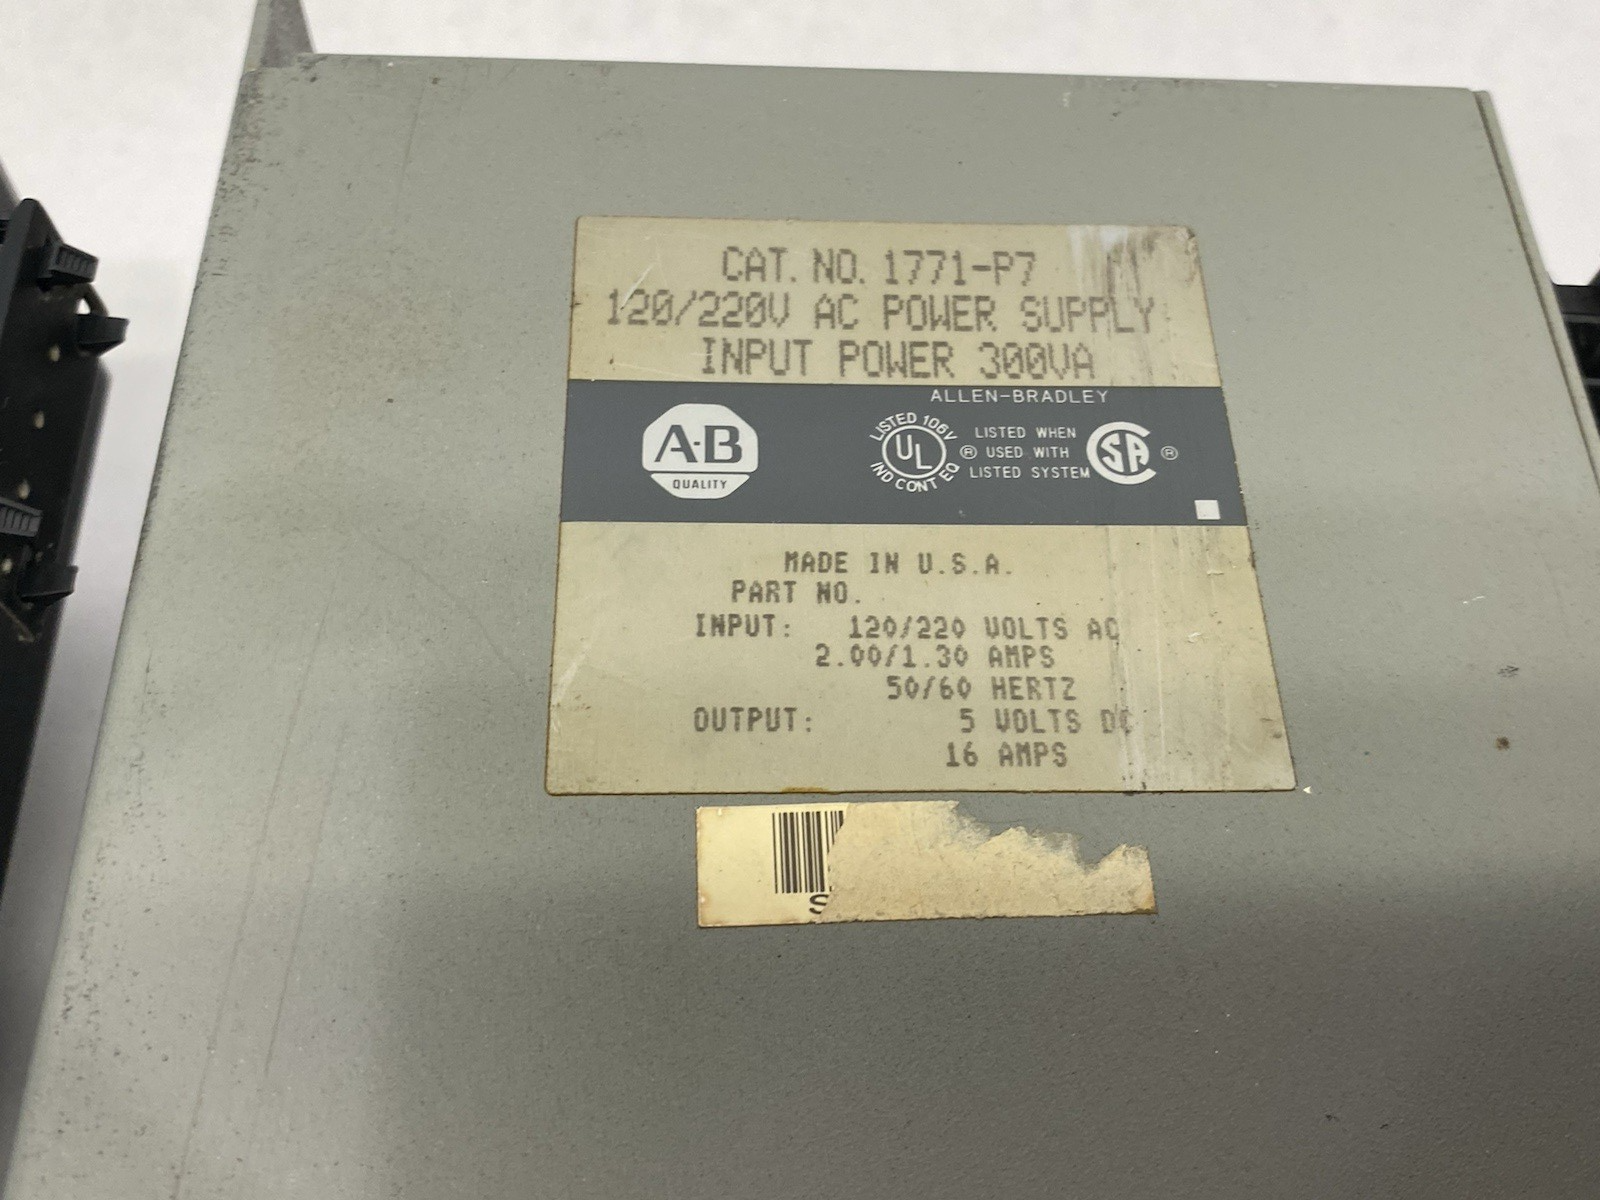 CAT. NO. 1771-P7
120/220V AC POWER SUPPLY
INPUT POWER 300VA
ALLEN-BRADLEY
A-B
QUALITY
LISTED 106V
UL
IND CONT EQ
®
LISTED WHEN
USED WITH
LISTED SYSTEM
SA
®
MADE IN U.S.A.
PART NO.
INPUT: 120/220 VOLTS AC
2.00/1.30 AMPS
50/60 HERTZ
OUTPUT: 5 VOLTS DC
16 AMPS